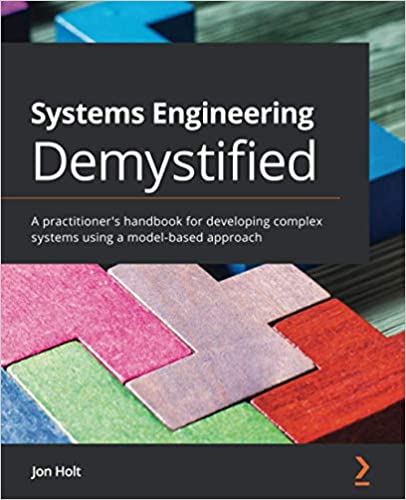 Systems Engineering
Demystified
A practitioner's handbook for developing complex
systems using a model-based approach
Jon Holt